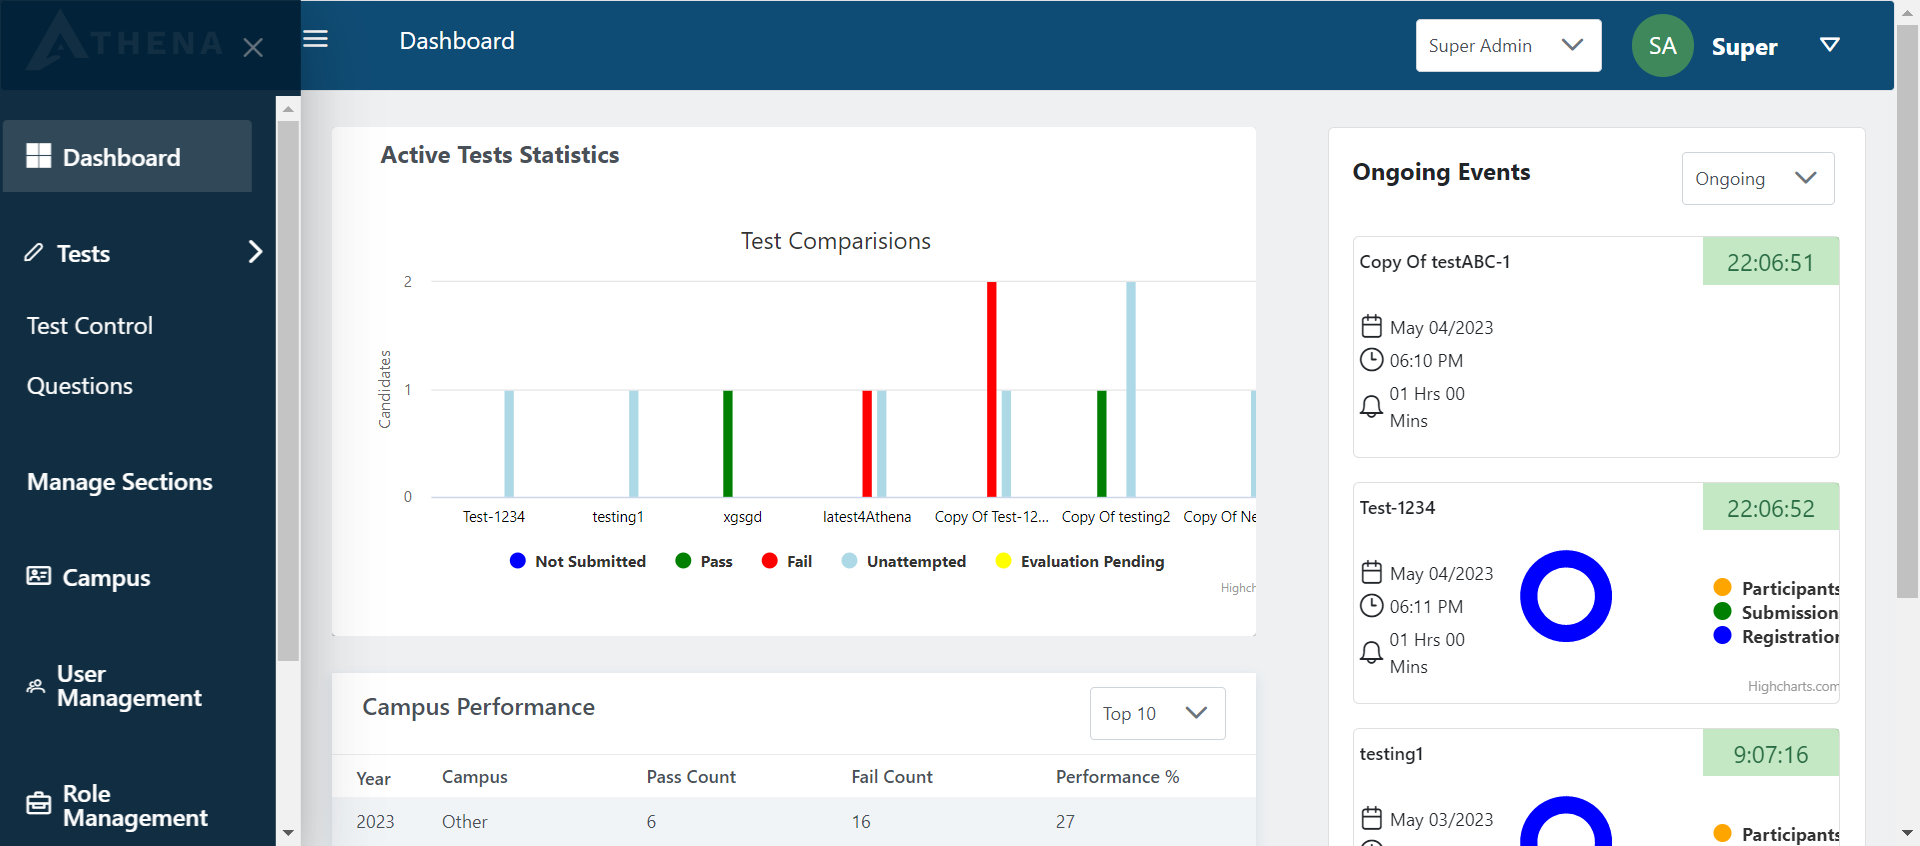 ATHENA
Dashboard
Super Admin
SA
Super
Dashboard
Tests
Test Control
Questions
Manage Sections
Campus
User
Management
Role
Management
Active Tests Statistics
Test Comparisions
Candidates
2
1
0
Test-1234
testing1
xgsgd
latest4Athena
Copy Of Test-12...
Copy Of testing2
Copy Of Ne
Not Submitted
Pass
Fail
Unattempted
Evaluation Pending
Highch
Campus Performance
Top 10
Year Campus Pass Count Fail Count Performance %
2023 Other 6 16 27
Ongoing Events
Ongoing
Copy Of testABC-1
22:06:51
May 04/2023
06:10 PM
01 Hrs 00
Mins
Test-1234
22:06:52
May 04/2023
06:11 PM
01 Hrs 00
Mins
Participants
Submission
Registration
Highcharts.com
testing1
9:07:16
May 03/2023
Participants